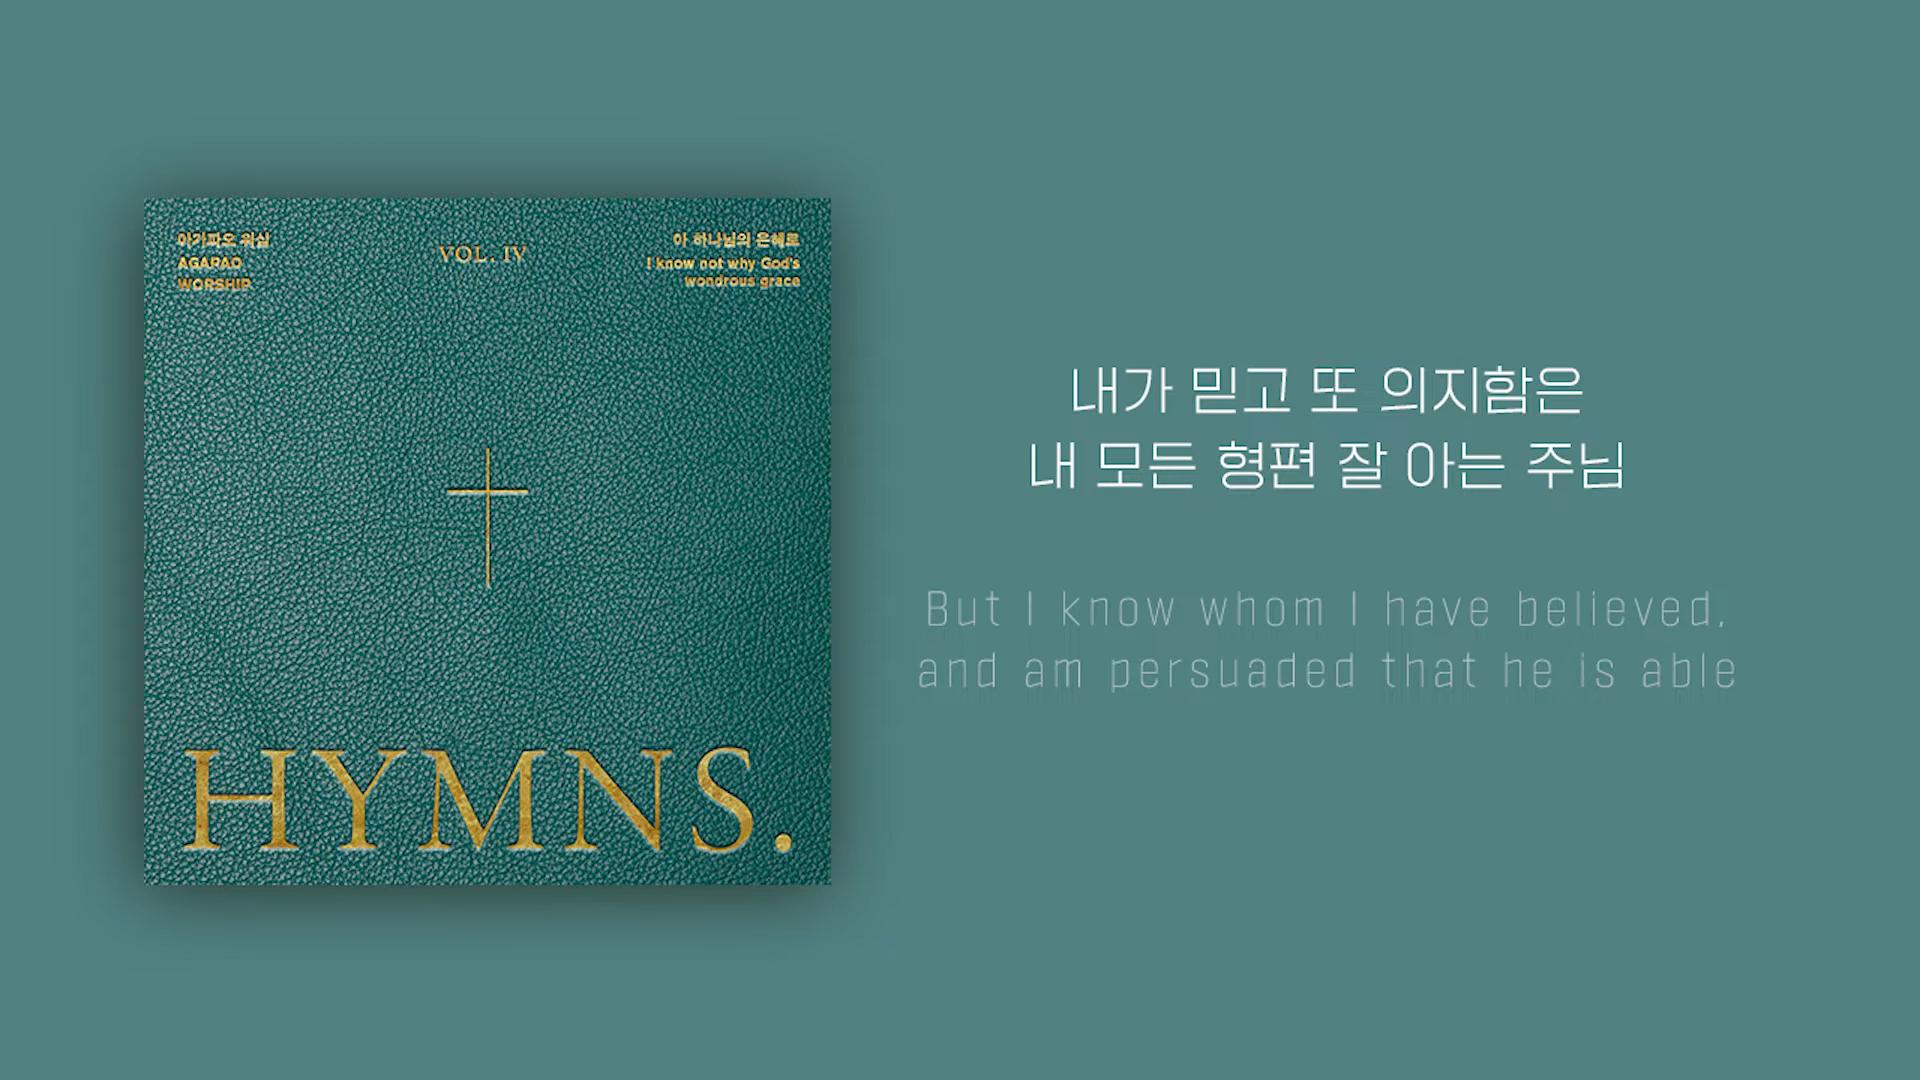 아가파오 워십
AGAPAO
WORSHIP
VOL. IV
아 하나님의 은혜로
I know not why God's
wondrous grace
HYMNS.
내가 믿고 또 의지함은
내 모든 형편 잘 아는 주님
But I know whom I have believed,
and am persuaded that he is able